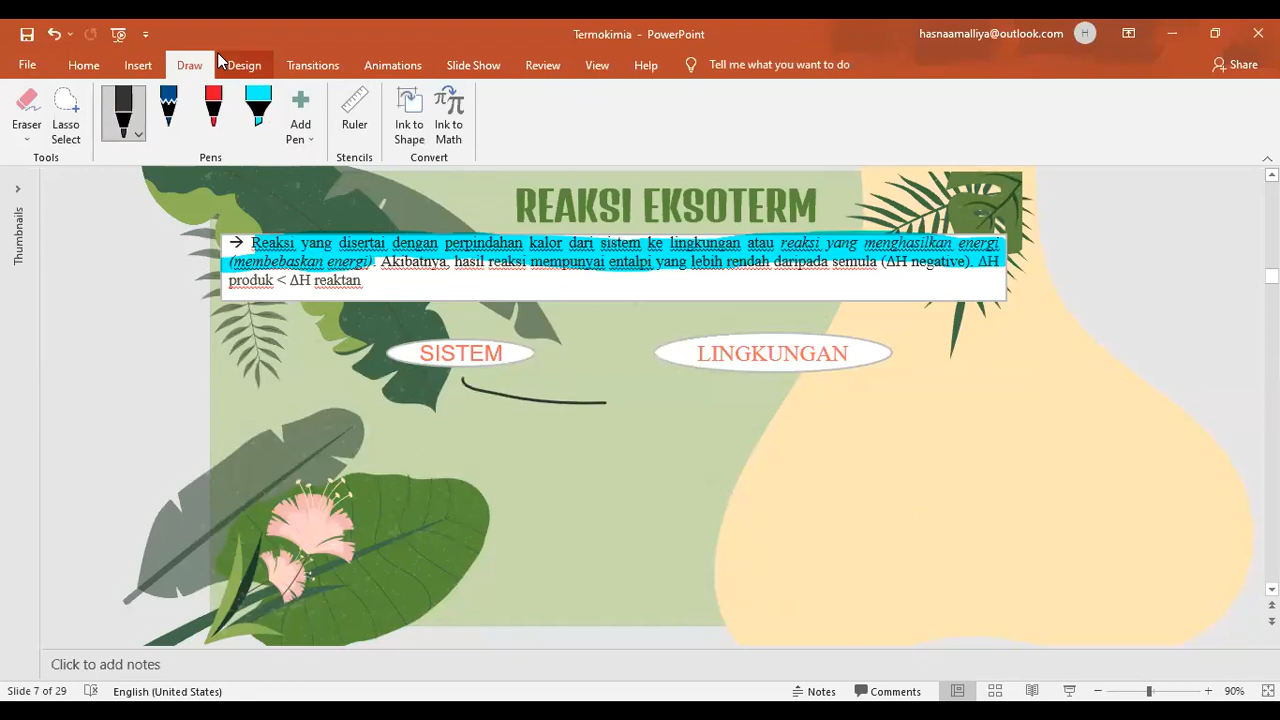 Termokimia - PowerPoint
hasnaamalliya@outlook.com
H
File Home Insert Draw Design Transitions Animations Slide Show Review View Help Tell me what you want to do Share
Eraser
Lasso Select
Add Pen
Ruler
Ink to Shape
Ink to Math
Tools Pens Stencils Convert
Thumbnails
REAKSI EKSOTERM
→ Reaksi yang disertai dengan perpindahan kalor dari sistem ke lingkungan atau reaksi yang menghasilkan energi
(membebaskan energi). Akibatnya, hasil reaksi mempunyai entalpi yang lebih rendah daripada semula (ΔH negative). ΔH
produk < ΔH reaktan
SISTEM LINGKUNGAN
Click to add notes
Slide 7 of 29 English (United States) Notes Comments 90%